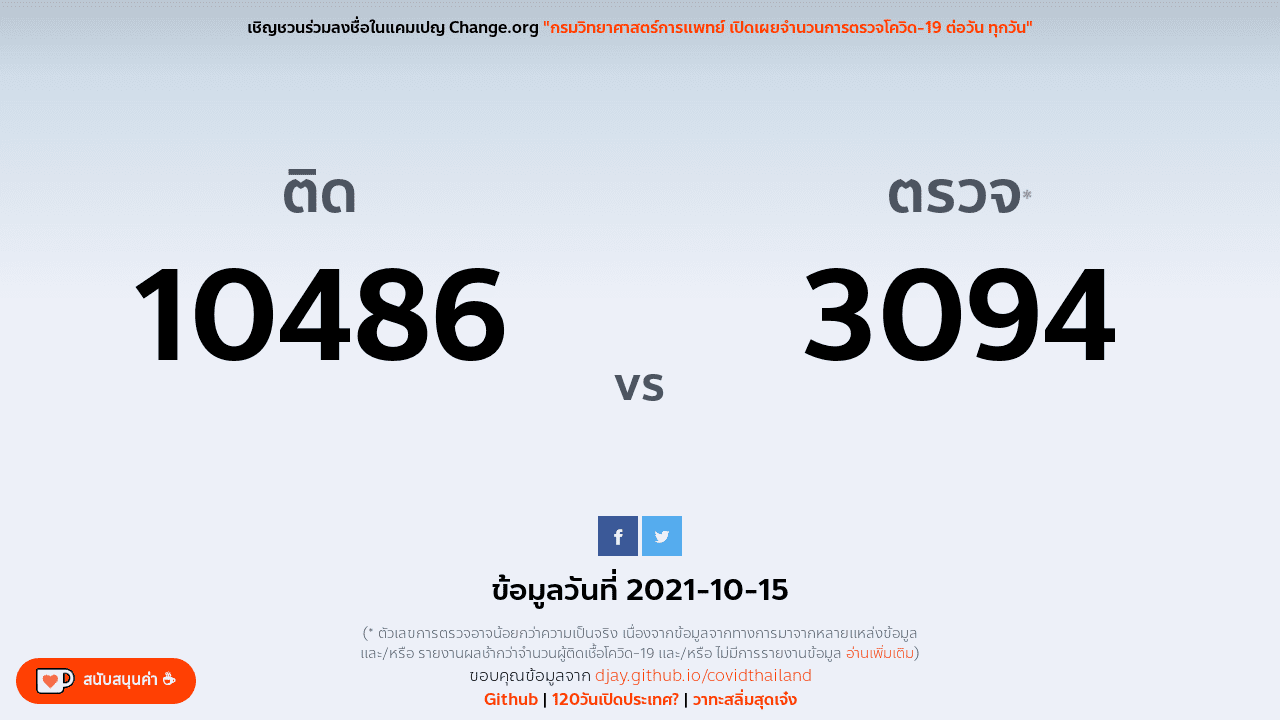 เชิญชวนร่วมลงชื่อในแคมเปญ Change.org "กรมวิทยาศาสตร์การแพทย์ เปิดเผยจำนวนการตรวจโควิด-19 ต่อวัน ทุกวัน"
ติด
ตรวจ*
10486
3094
vs
ข้อมูลวันที่ 2021-10-15
(* ตัวเลขการตรวจอาจน้อยกว่าความเป็นจริง เนื่องจากข้อมูลจากทางการมาจากหลายแหล่งข้อมูล
และ/หรือ รายงานผลช้ากว่าจำนวนผู้ติดเชื้อโควิด-19 และ/หรือ ไม่มีการรายงานข้อมูล อ่านเพิ่มเติม)
ขอบคุณข้อมูลจาก djay.github.io/covidthailand
Github | 120วันเปิดประเทศ? | วาทะสลิ่มสุดเจ๋ง
สนับสนุนค่า ☕